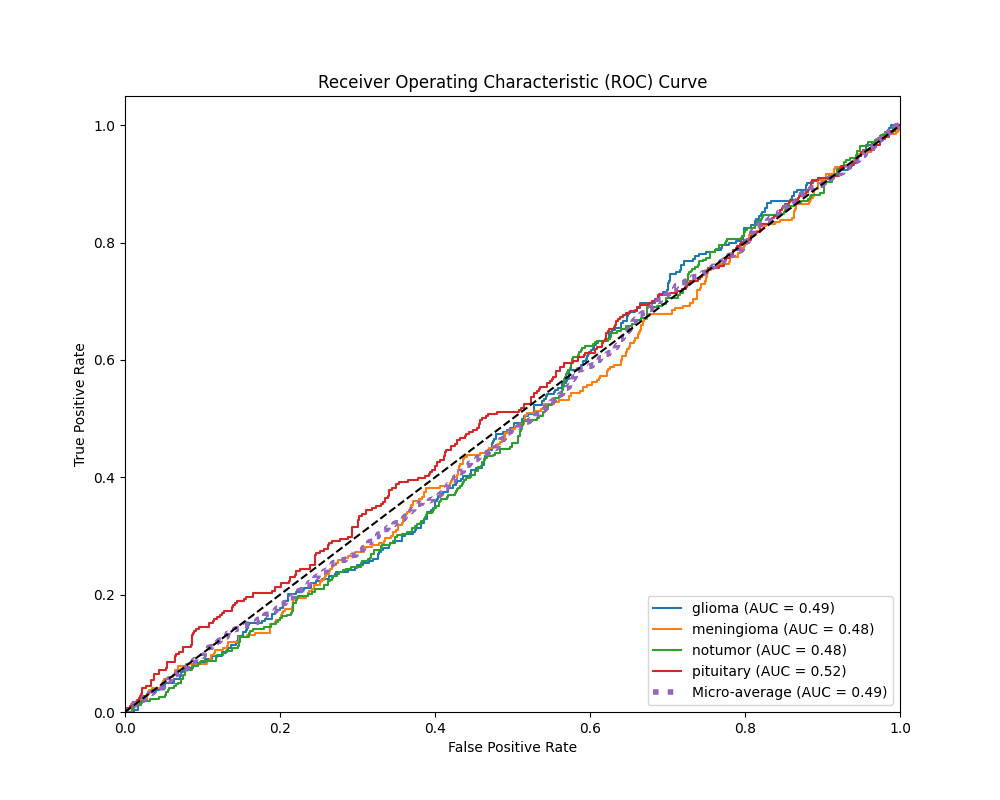 Receiver Operating Characteristic (ROC) Curve
True Positive Rate
1.0
0.8
0.6
0.4
0.2
0.0
glioma (AUC = 0.49)
meningioma (AUC = 0.48)
notumor (AUC = 0.48)
pituitary (AUC = 0.52)
Micro-average (AUC = 0.49)
0.0 0.2 0.4 0.6 0.8 1.0
False Positive Rate